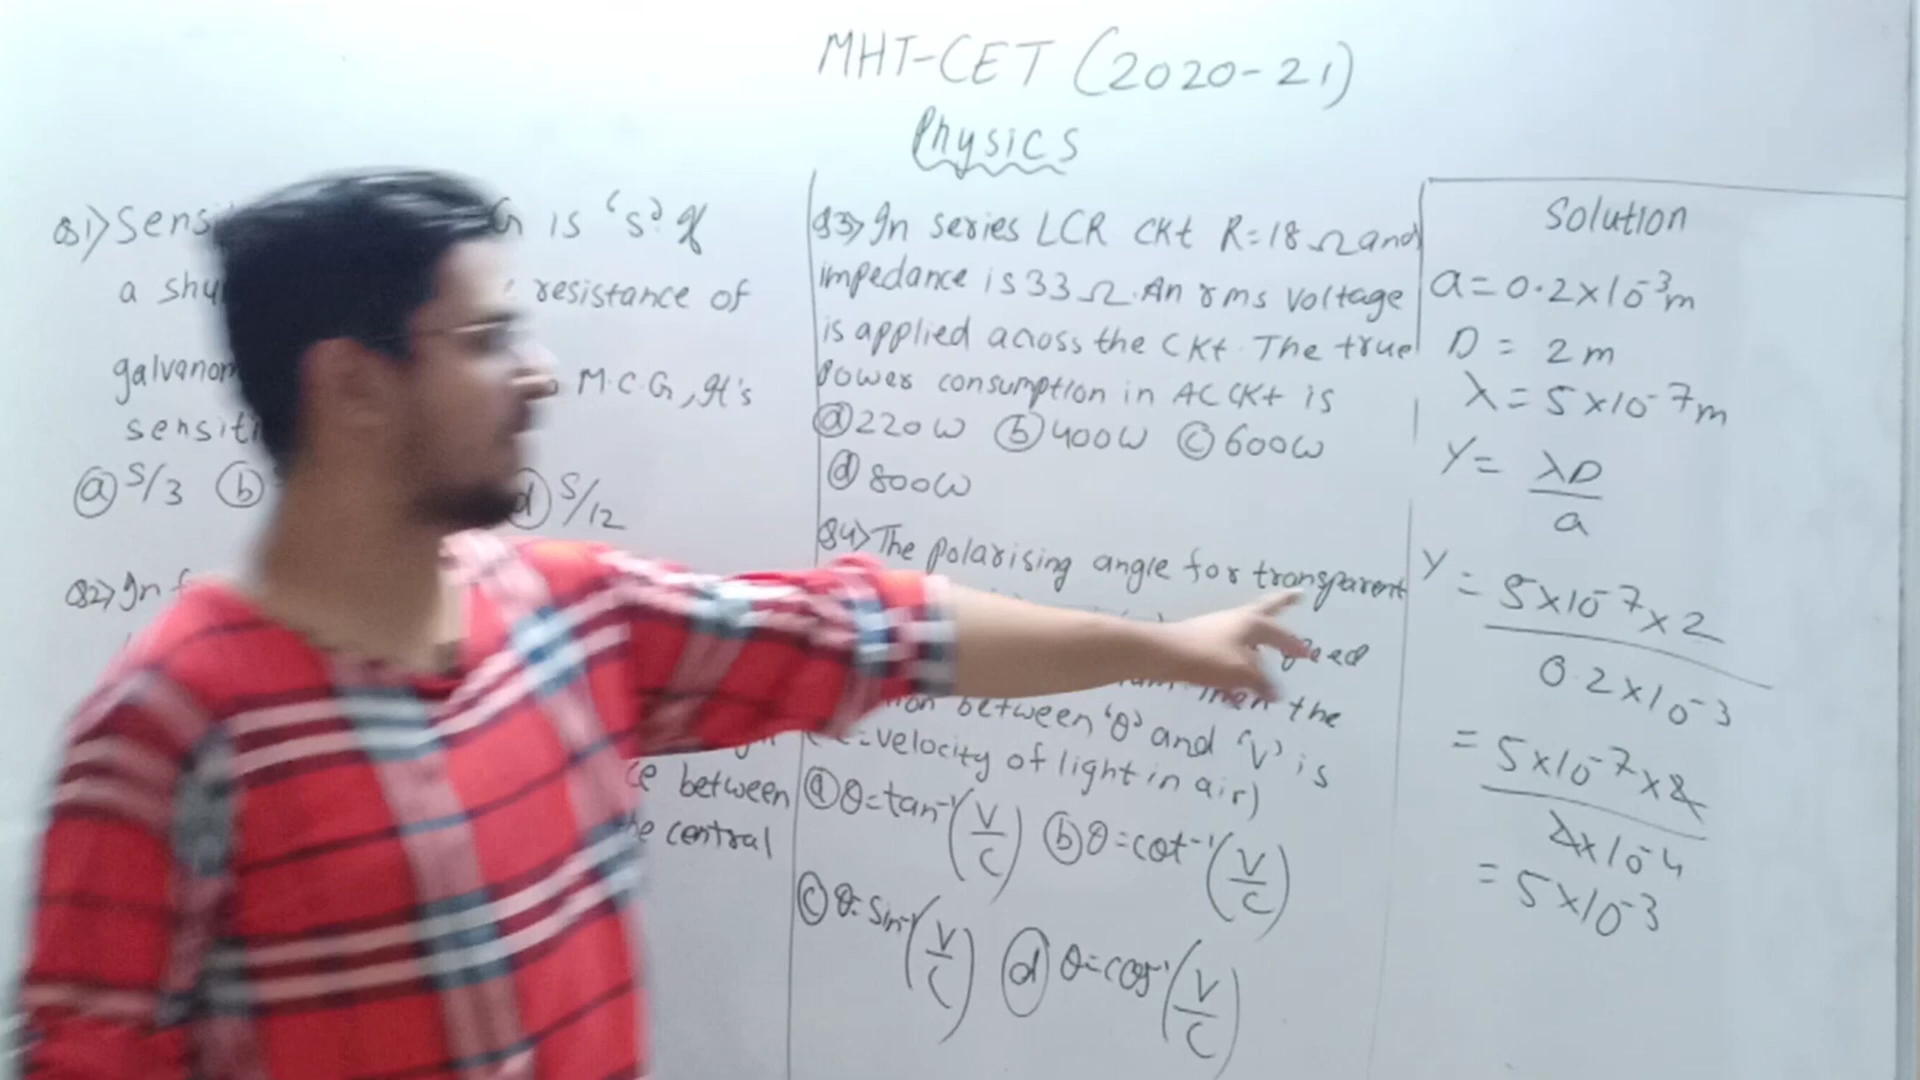 MHT-CET (2020-21)
Physics
Q1) Sens G is 's'. If
a shu resistance of
galvanom M.C.G, It's
sensiti
(a) S/3 (b) (d) S/12
Q2) In f
ce between
the central
Q3) In series LCR CKt R=18 Ω and
impedance is 33 Ω. An rms voltage
is applied across the CKt. The true
power consumption in AC CKt is
(a) 220W (b) 400W (c) 600W
(d) 800W
Q4) The polarising angle for transparent
Then the
between 'θ' and 'V' is
velocity of light in air)
(a) θ=tan⁻¹(V/C) (b) θ=cot⁻¹(V/C)
(c) θ=Sin⁻¹(V/C) (d) θ=cos⁻¹(V/C)
Solution
a=0.2×10⁻³m
D = 2m
λ=5×10⁻⁷m
Y= λD/a
Y = 5×10⁻⁷×2/0.2×10⁻³
= 5×10⁻⁷×2/2×10⁻⁴
= 5×10⁻³